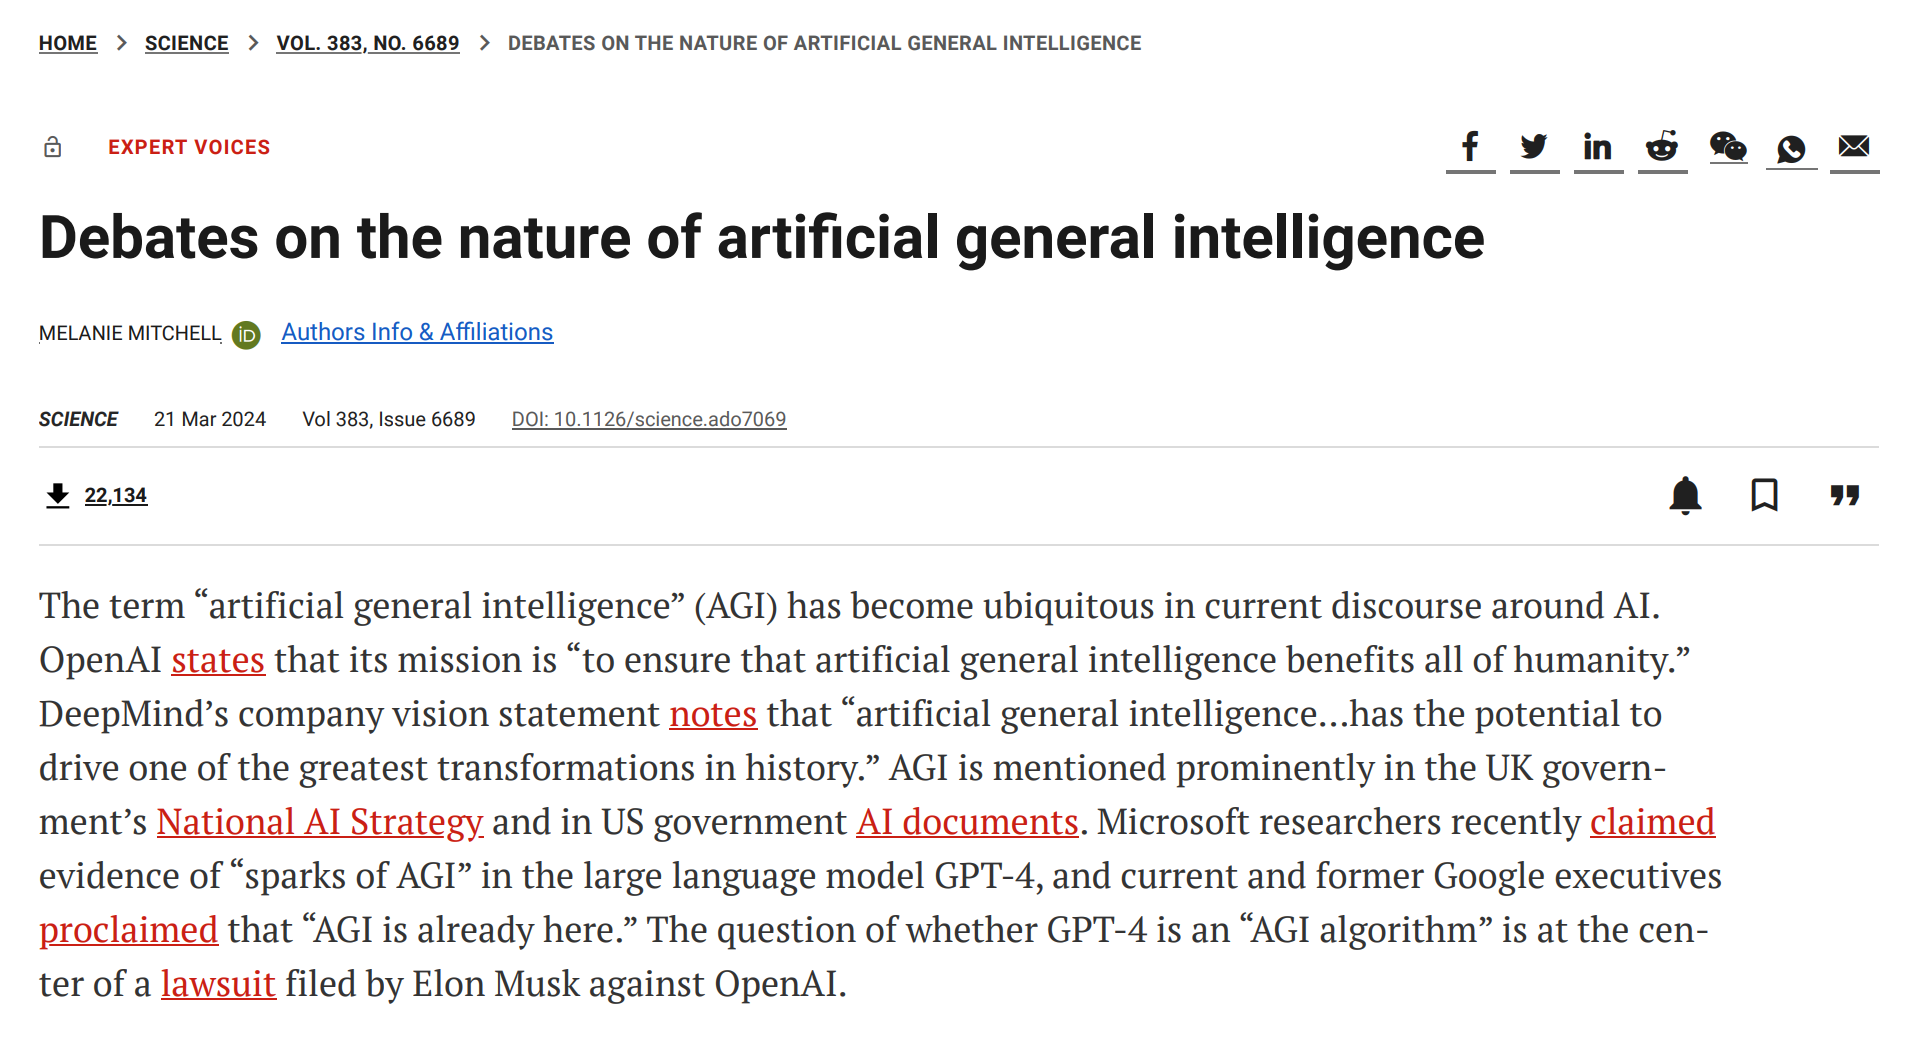 HOME > SCIENCE > VOL. 383, NO. 6689 > DEBATES ON THE NATURE OF ARTIFICIAL GENERAL INTELLIGENCE
EXPERT VOICES
Debates on the nature of artificial general intelligence
MELANIE MITCHELL iD Authors Info & Affiliations
SCIENCE 21 Mar 2024 Vol 383, Issue 6689 DOI: 10.1126/science.ado7069
22,134
The term “artificial general intelligence” (AGI) has become ubiquitous in current discourse around AI.
OpenAI states that its mission is “to ensure that artificial general intelligence benefits all of humanity.”
DeepMind’s company vision statement notes that “artificial general intelligence…has the potential to
drive one of the greatest transformations in history.” AGI is mentioned prominently in the UK govern-
ment’s National AI Strategy and in US government AI documents. Microsoft researchers recently claimed
evidence of “sparks of AGI” in the large language model GPT-4, and current and former Google executives
proclaimed that “AGI is already here.” The question of whether GPT-4 is an “AGI algorithm” is at the cen-
ter of a lawsuit filed by Elon Musk against OpenAI.